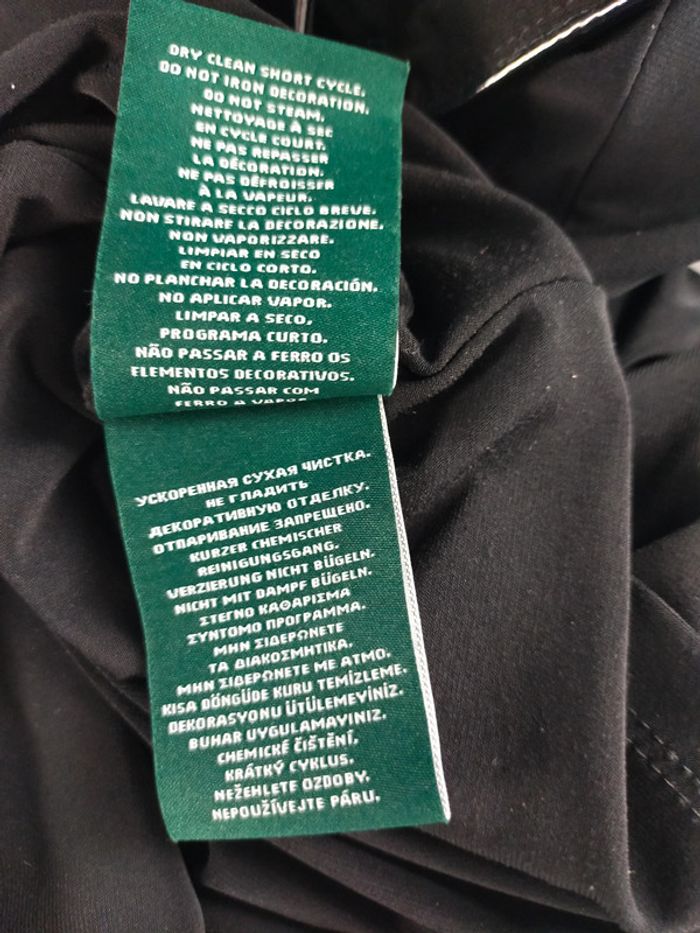 DRY CLEAN SHORT CYCLE.
DO NOT IRON DECORATION.
DO NOT STEAM.
NETTOYAGE À SEC
EN CYCLE COURT.
NE PAS REPASSER
LA DÉCORATION.
NE PAS DÉFROISSER
À LA VAPEUR.
LAVARE A SECCO CICLO BREVE.
NON STIRARE LA DECORAZIONE.
NON VAPORIZZARE.
LIMPIAR EN SECO
EN CICLO CORTO.
NO PLANCHAR LA DECORACIÓN.
NO APLICAR VAPOR.
LIMPAR A SECO,
PROGRAMA CURTO.
NÃO PASSAR A FERRO OS
ELEMENTOS DECORATIVOS.
NÃO PASSAR COM
FERRO A VAPOR
УСКОРЕННАЯ СУХАЯ ЧИСТКА.
НЕ ГЛАДИТЬ
ДЕКОРАТИВНУЮ ОТДЕЛКУ.
ОТПАРИВАНИЕ ЗАПРЕЩЕНО.
KURZER CHEMISCHER
REINIGUNGSGANG.
VERZIERUNG NICHT BÜGELN.
NICHT MIT DAMPF BÜGELN.
ΣΤΕΓΝΟ ΚΑΘΑΡΙΣΜΑ
ΣΥΝΤΟΜΟ ΠΡΟΓΡΑΜΜΑ.
ΜΗΝ ΣΙΔΕΡΩΝΕΤΕ
ΤΑ ΔΙΑΚΟΣΜΗΤΙΚΑ.
ΜΗΝ ΣΙΔΕΡΩΝΕΤΕ ΜΕ ΑΤΜΟ.
KISA DÖNGÜDE KURU TEMİZLEME.
DEKORASYONU ÜTÜLEMEYİNİZ.
BUHAR UYGULAMAYINIZ.
CHEMICKÉ ČIŠTĚNÍ,
KRÁTKÝ CYKLUS.
NEŽEHLETE OZDOBY.
NEPOUŽÍVEJTE PÁRU.